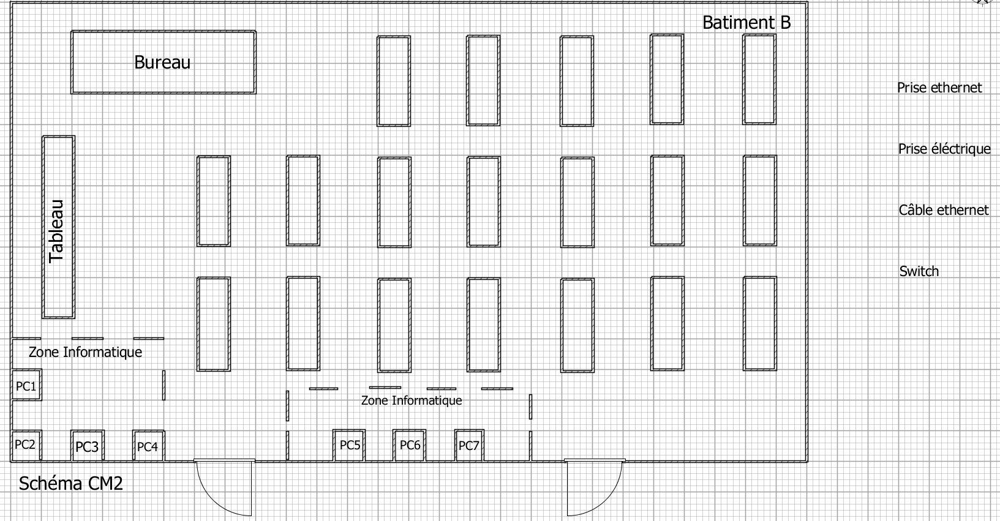 Batiment B
Bureau
Prise ethernet
Prise éléctrique
Câble ethernet
Tableau
Switch
Zone Informatique
PC1
Zone Informatique
PC2
PC3
PC4
PC5
PC6
PC7
Schéma CM2